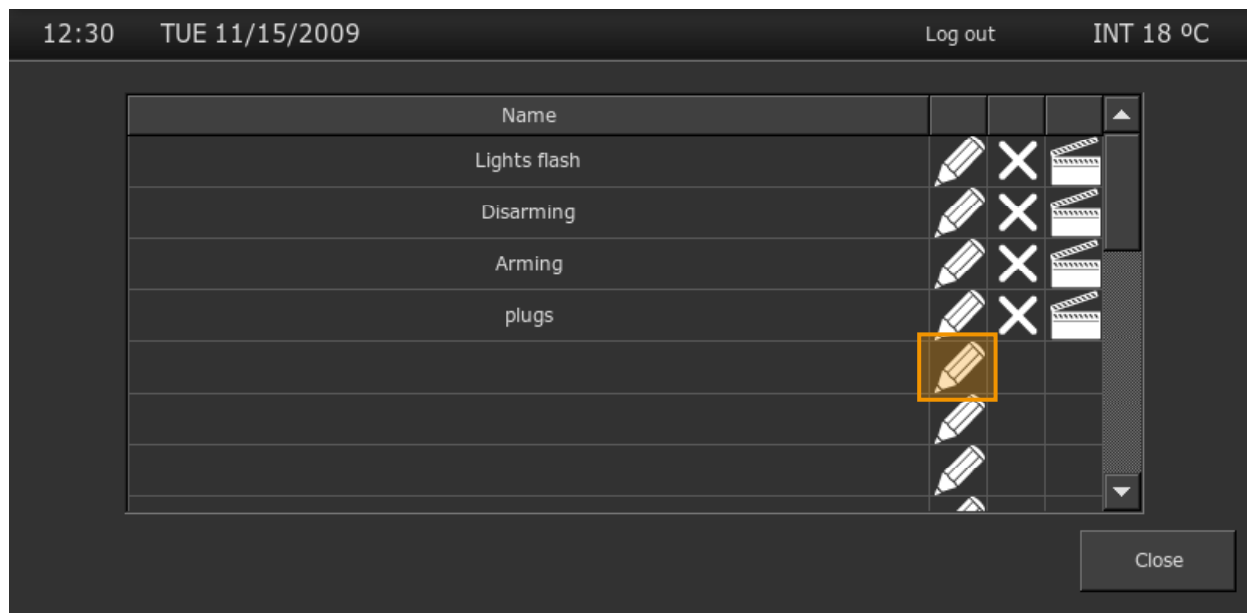 12:30 TUE 11/15/2009 Log out INT 18 ºC
Name
Lights flash
Disarming
Arming
plugs
Close